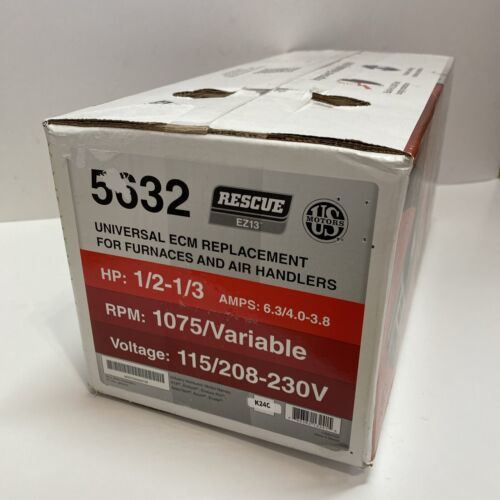 5632
RESCUE
EZ13™
US
MOTORS
UNIVERSAL ECM REPLACEMENT
FOR FURNACES AND AIR HANDLERS
HP: 1/2-1/3 AMPS: 6.3/4.0-3.8
RPM: 1075/Variable
Voltage: 115/208-230V
K24C